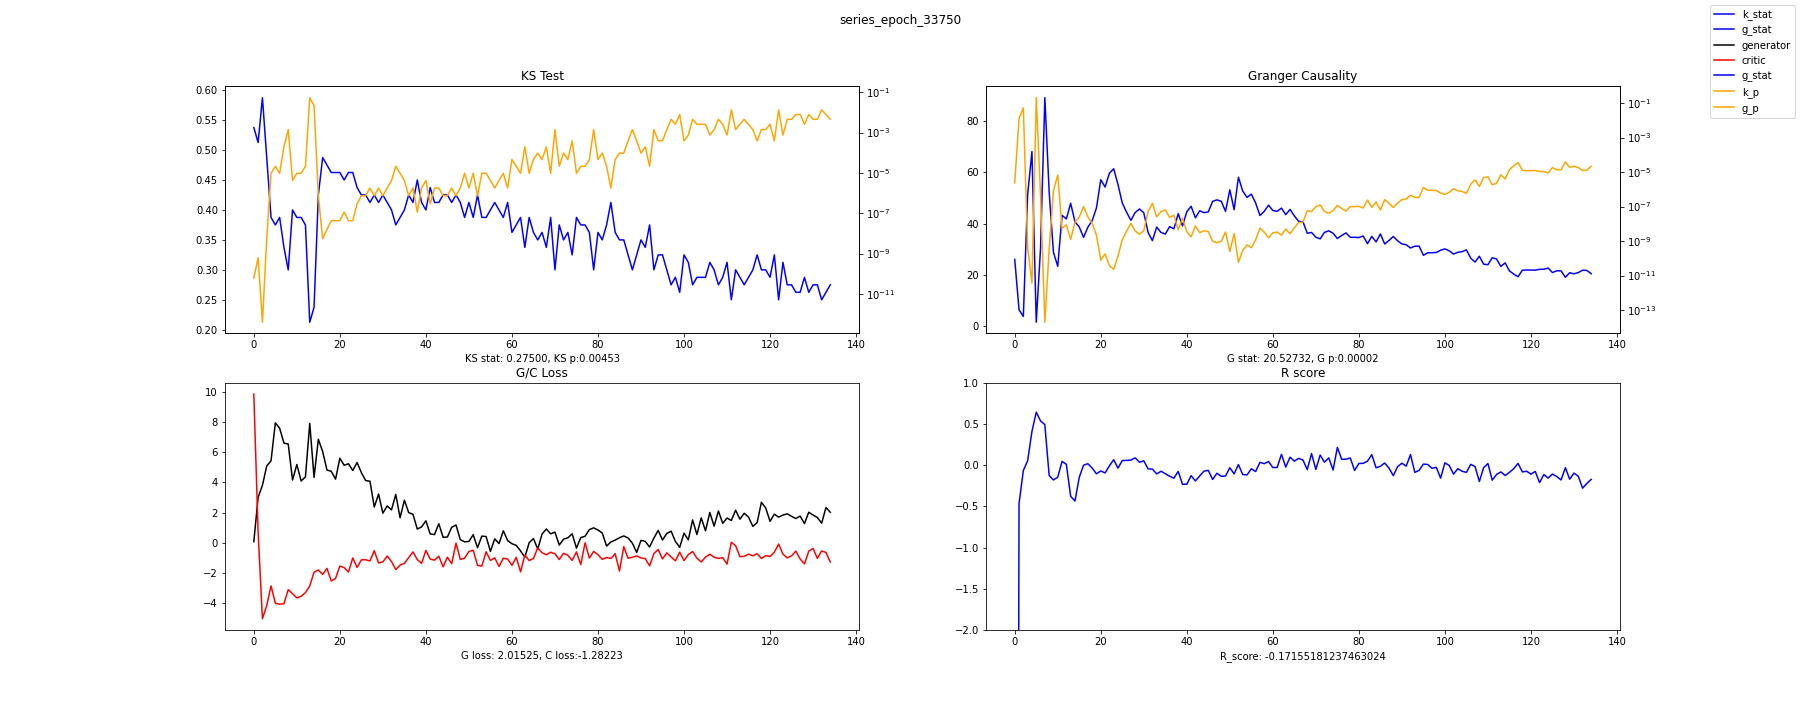 series_epoch_33750
k_stat
g_stat
generator
critic
g_stat
k_p
g_p
KS Test
0.60
0.55
0.50
0.45
0.40
0.35
0.30
0.25
0.20
10⁻¹
10⁻³
10⁻⁵
10⁻⁷
10⁻⁹
10⁻¹¹
0 20 40 60 80 100 120 140
KS stat: 0.27500, KS p:0.00453
Granger Causality
80
60
40
20
0
10⁻¹
10⁻³
10⁻⁵
10⁻⁷
10⁻⁹
10⁻¹¹
10⁻¹³
0 20 40 60 80 100 120 140
G stat: 20.52732, G p:0.00002
G/C Loss
10
8
6
4
2
0
−2
−4
0 20 40 60 80 100 120 140
G loss: 2.01525, C loss:-1.28223
R score
1.0
0.5
0.0
−0.5
−1.0
−1.5
−2.0
0 20 40 60 80 100 120 140
R_score: -0.17155181237463024